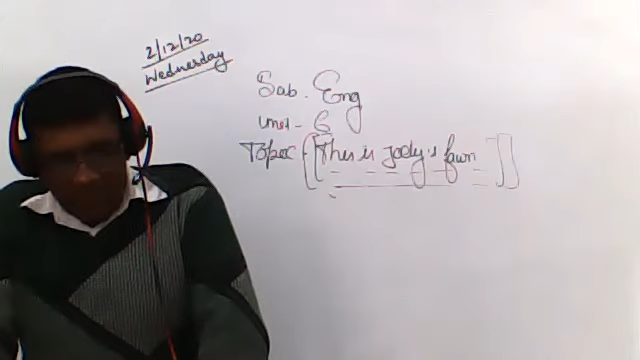 2/12/20
Wednesday
Sub. Eng
Unit - 6
Topic - [[This is Jody's fawn]]